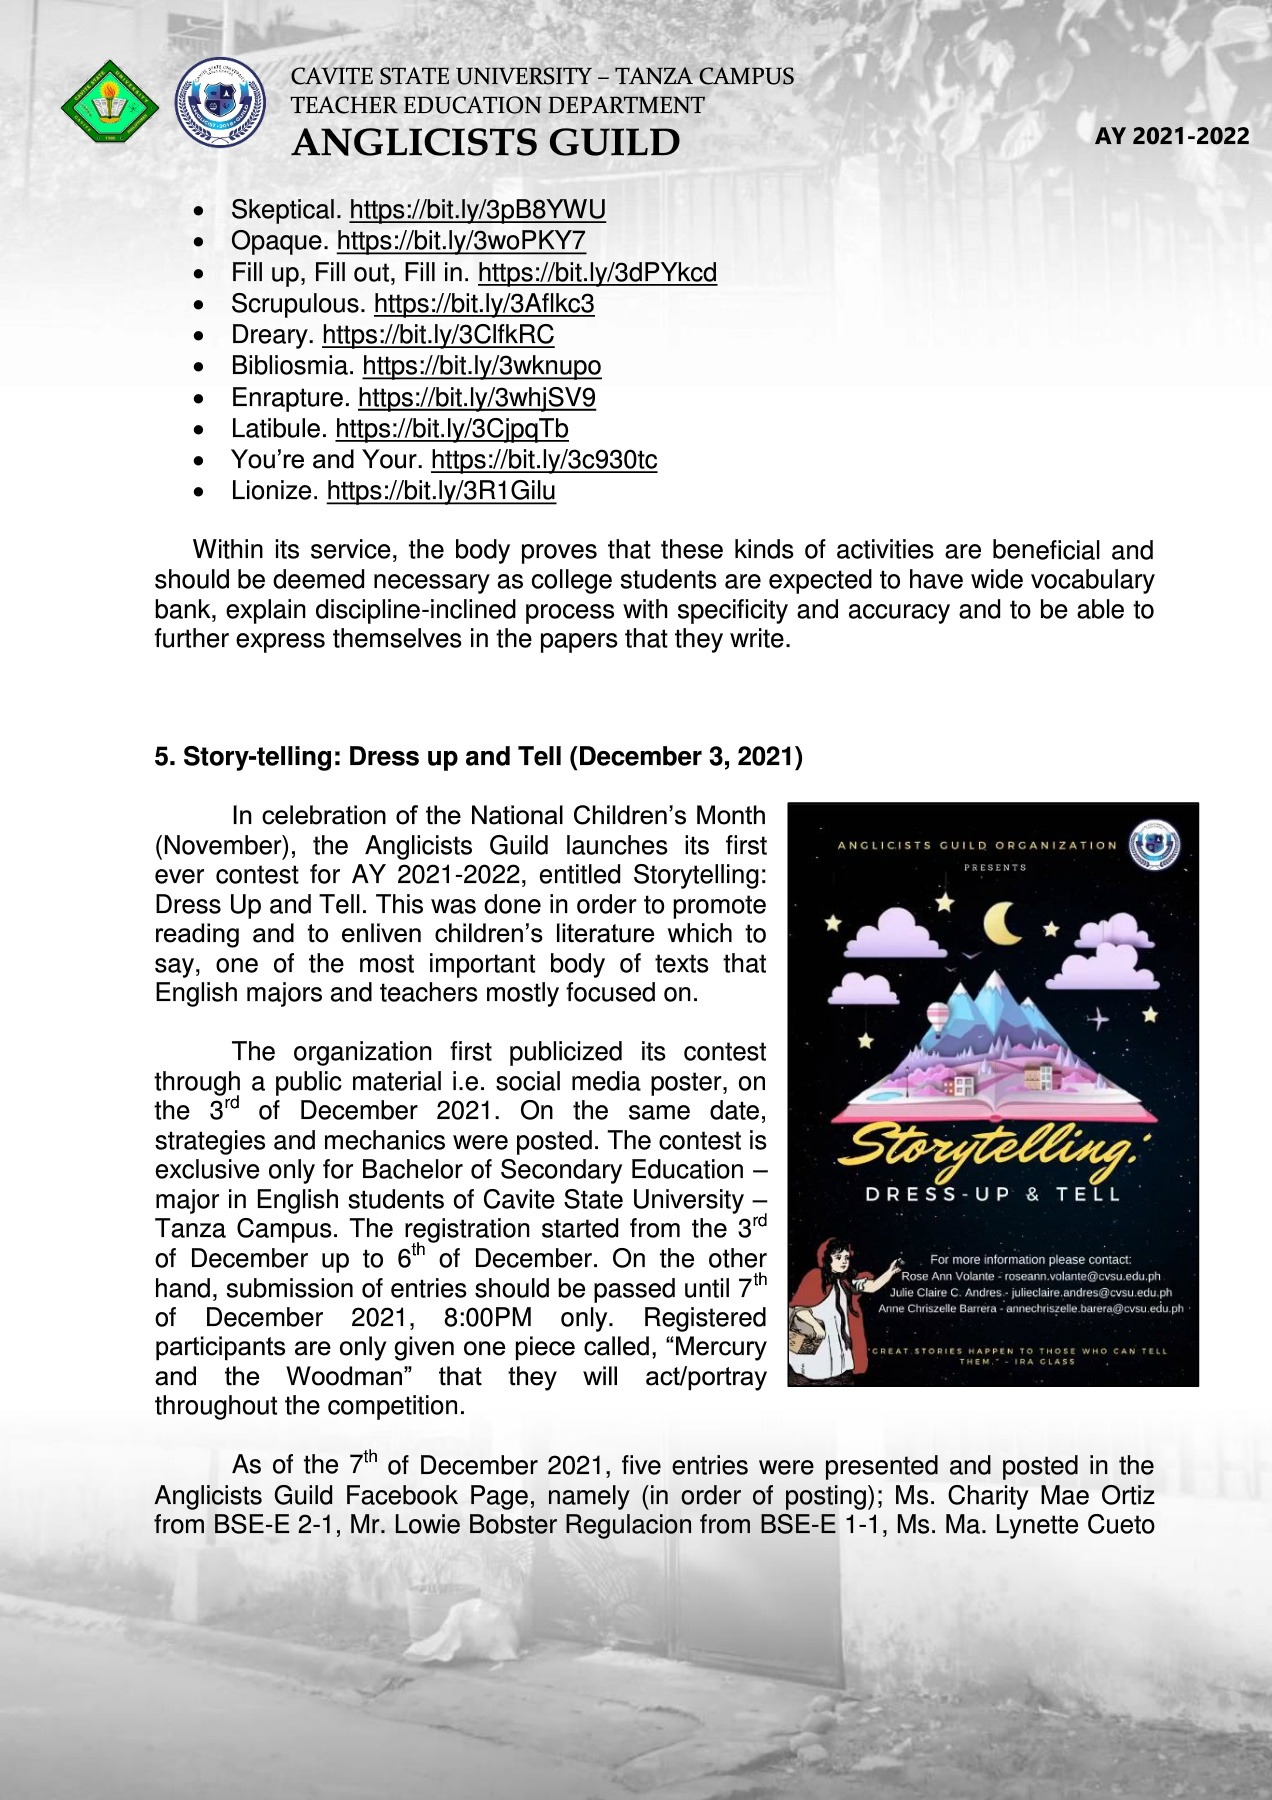 CAVITE STATE UNIVERSITY – TANZA CAMPUS
TEACHER EDUCATION DEPARTMENT
ANGLICISTS GUILD
AY 2021-2022
• Skeptical. https://bit.ly/3pB8YWU
• Opaque. https://bit.ly/3woPKY7
• Fill up, Fill out, Fill in. https://bit.ly/3dPYkcd
• Scrupulous. https://bit.ly/3Aflkc3
• Dreary. https://bit.ly/3ClfkRC
• Bibliosmia. https://bit.ly/3wknupo
• Enrapture. https://bit.ly/3whjSV9
• Latibule. https://bit.ly/3CjpqTb
• You’re and Your. https://bit.ly/3c930tc
• Lionize. https://bit.ly/3R1Gilu
Within its service, the body proves that these kinds of activities are beneficial and
should be deemed necessary as college students are expected to have wide vocabulary
bank, explain discipline-inclined process with specificity and accuracy and to be able to
further express themselves in the papers that they write.
5. Story-telling: Dress up and Tell (December 3, 2021)
In celebration of the National Children’s Month
(November), the Anglicists Guild launches its first
ever contest for AY 2021-2022, entitled Storytelling:
Dress Up and Tell. This was done in order to promote
reading and to enliven children’s literature which to
say, one of the most important body of texts that
English majors and teachers mostly focused on.
The organization first publicized its contest
through a public material i.e. social media poster, on
the 3rd of December 2021. On the same date,
strategies and mechanics were posted. The contest is
exclusive only for Bachelor of Secondary Education –
major in English students of Cavite State University –
Tanza Campus. The registration started from the 3rd
of December up to 6th of December. On the other
hand, submission of entries should be passed until 7th
of December 2021, 8:00PM only. Registered
participants are only given one piece called, “Mercury
and the Woodman” that they will act/portray
throughout the competition.
ANGLICISTS GUILD ORGANIZATION
PRESENTS
Storytelling:
DRESS-UP & TELL
For more information please contact:
Rose Ann Volante - roseann.volante@cvsu.edu.ph
Julie Claire C. Andres - julieclaire.andres@cvsu.edu.ph
Anne Chriszelle Barrera - annechriszelle.barera@cvsu.edu.ph
"GREAT STORIES HAPPEN TO THOSE WHO CAN TELL
THEM." - IRA GLASS
As of the 7th of December 2021, five entries were presented and posted in the
Anglicists Guild Facebook Page, namely (in order of posting); Ms. Charity Mae Ortiz
from BSE-E 2-1, Mr. Lowie Bobster Regulacion from BSE-E 1-1, Ms. Ma. Lynette Cueto